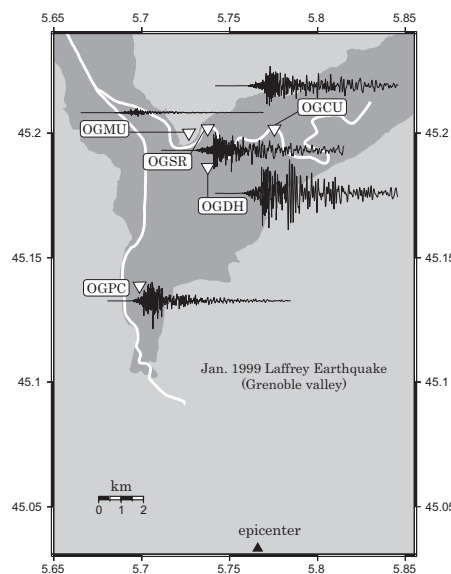 5.65 5.7 5.75 5.8 5.85
OGCU
OGMU
45.2 45.2
OGSR
OGDH
45.15 45.15
OGPC
Jan. 1999 Laffrey Earthquake
(Grenoble valley)
45.1 45.1
km
0 1 2
45.05 45.05
epicenter
5.65 5.7 5.75 5.8 5.85